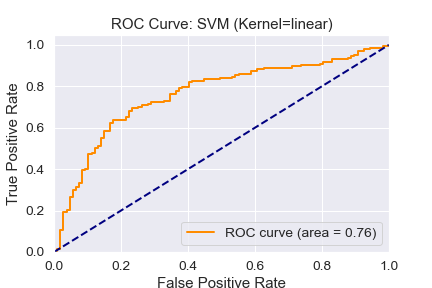 ROC Curve: SVM (Kernel=linear)
True Positive Rate
1.0
0.8
0.6
0.4
0.2
0.0
ROC curve (area = 0.76)
0.0 0.2 0.4 0.6 0.8 1.0
False Positive Rate